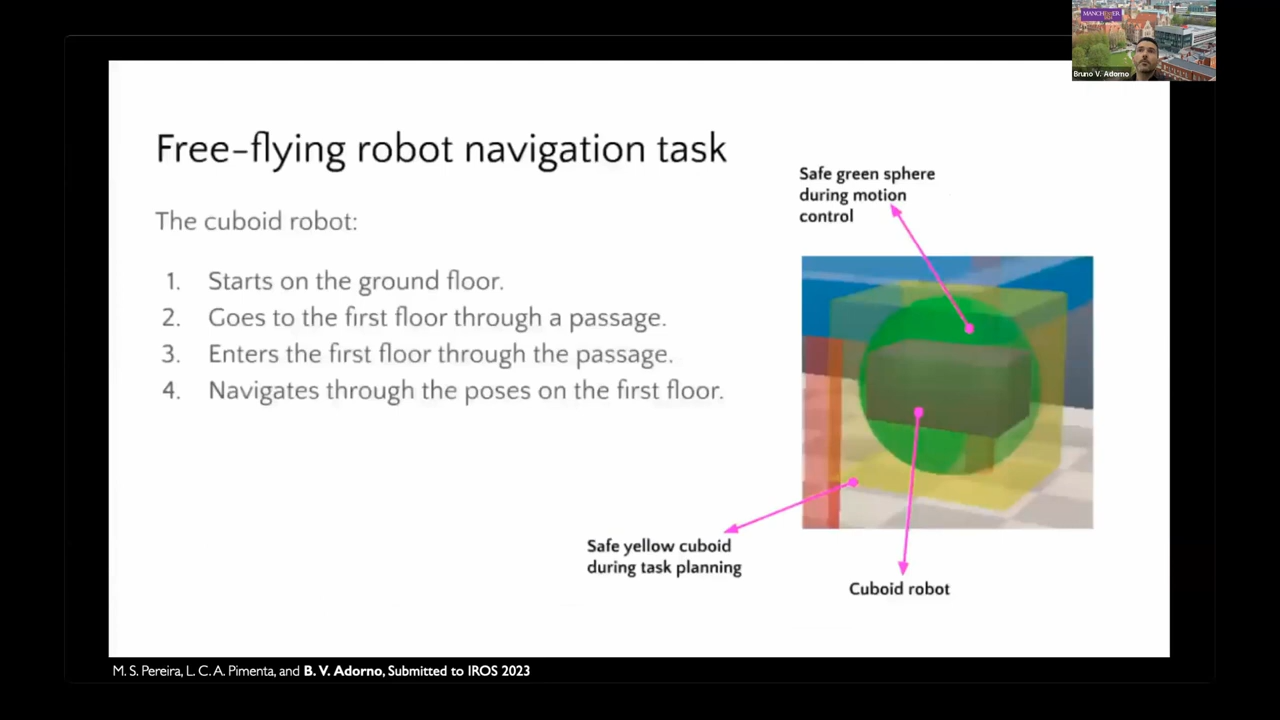 MANCHESTER
Bruno V. Adorno
Free-flying robot navigation task
The cuboid robot:
1. Starts on the ground floor.
2. Goes to the first floor through a passage.
3. Enters the first floor through the passage.
4. Navigates through the poses on the first floor.
Safe green sphere
during motion
control
Safe yellow cuboid
during task planning
Cuboid robot
M. S. Pereira, L. C. A. Pimenta, and B. V. Adorno, Submitted to IROS 2023